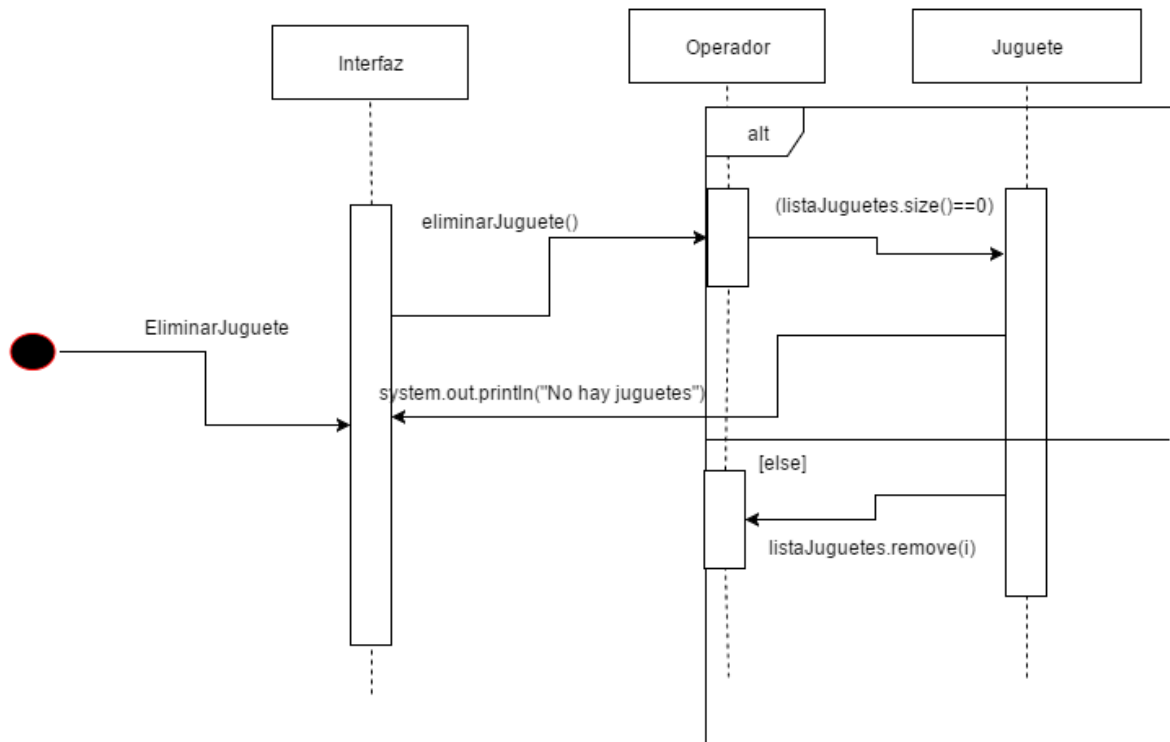 Interfaz
Operador
Juguete
alt
(listaJuguetes.size()==0)
eliminarJuguete()
EliminarJuguete
system.out.println("No hay juguetes")
[else]
listaJuguetes.remove(i)